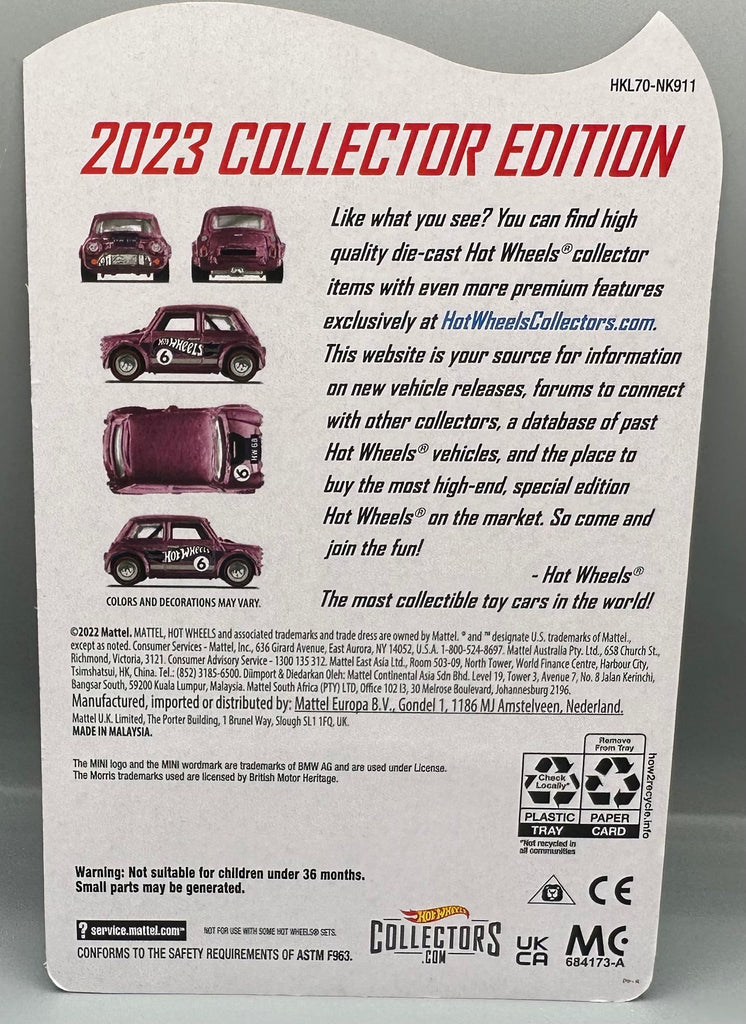 HKL70-NK911
2023 COLLECTOR EDITION
Like what you see? You can find high
quality die-cast Hot Wheels® collector
items with even more premium features
exclusively at HotWheelsCollectors.com.
This website is your source for information
on new vehicle releases, forums to connect
with other collectors, a database of past
Hot Wheels® vehicles, and the place to
buy the most high-end, special edition
Hot Wheels® on the market. So come and
join the fun!
- Hot Wheels®
The most collectible toy cars in the world!
HOT WHEELS
6
6
HW 68
HOT WHEELS
6
COLORS AND DECORATIONS MAY VARY.
©2022 Mattel. MATTEL, HOT WHEELS and associated trademarks and trade dress are owned by Mattel. ® and ™ designate U.S. trademarks of Mattel.,
except as noted. Consumer Services - Mattel, Inc., 636 Girard Avenue, East Aurora, NY 14052, U.S.A. 1-800-524-8697. Mattel Australia Pty. Ltd., 658 Church St.,
Richmond, Victoria, 3121. Consumer Advisory Service - 1300 135 312. Mattel East Asia Ltd., Room 503-09, North Tower, World Finance Centre, Harbour City,
Tsimshatsui, HK, China. Tel.: (852) 3185-6500. Diimport & Diedarkan Oleh: Mattel Continental Asia Sdn Bhd. Level 19, Tower 3, Avenue 7, No. 8 Jalan Kerinchi,
Bangsar South, 59200 Kuala Lumpur, Malaysia. Mattel South Africa (PTY) LTD, Office 102 I3, 30 Melrose Boulevard, Johannesburg 2196.
Manufactured, imported or distributed by: Mattel Europa B.V., Gondel 1, 1186 MJ Amstelveen, Nederland.
Mattel U.K. Limited, The Porter Building, 1 Brunel Way, Slough SL1 1FQ, UK.
MADE IN MALAYSIA.
The MINI logo and the MINI wordmark are trademarks of BMW AG and are used under License.
The Morris trademarks used are licensed by British Motor Heritage.
Remove
From Tray
Check
Locally*
PLASTIC
TRAY
PAPER
CARD
*Not recycled in
all communities
how2recycle.info
Warning: Not suitable for children under 36 months.
Small parts may be generated.
CE
? service.mattel.com™
NOT FOR USE WITH SOME HOT WHEELS® SETS.
CONFORMS TO THE SAFETY REQUIREMENTS OF ASTM F963.
HOT WHEELS
COLLECTORS
.COM
UK
CA
MC
684173-A